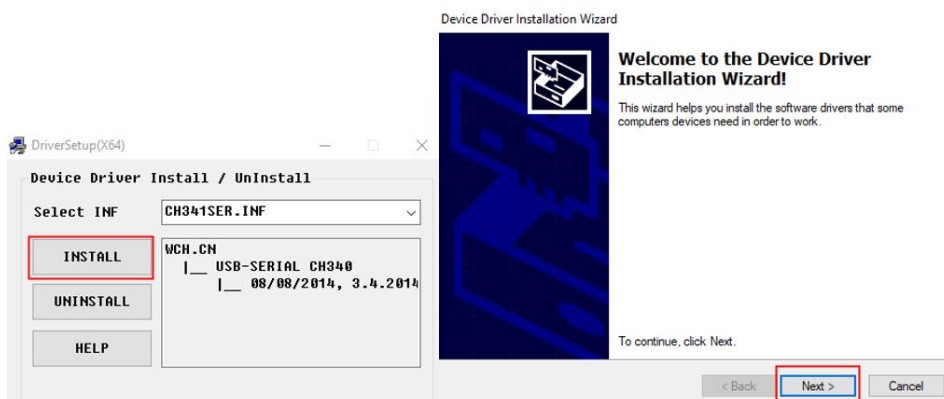 DriverSetup(X64)
Device Driver Install / UnInstall
Select INF
CH341SER.INF
INSTALL
UNINSTALL
HELP
WCH.CN
|__ USB-SERIAL CH340
|__ 08/08/2014, 3.4.2014
Device Driver Installation Wizard
Welcome to the Device Driver
Installation Wizard!
This wizard helps you install the software drivers that some
computers devices need in order to work.
To continue, click Next.
< Back
Next >
Cancel